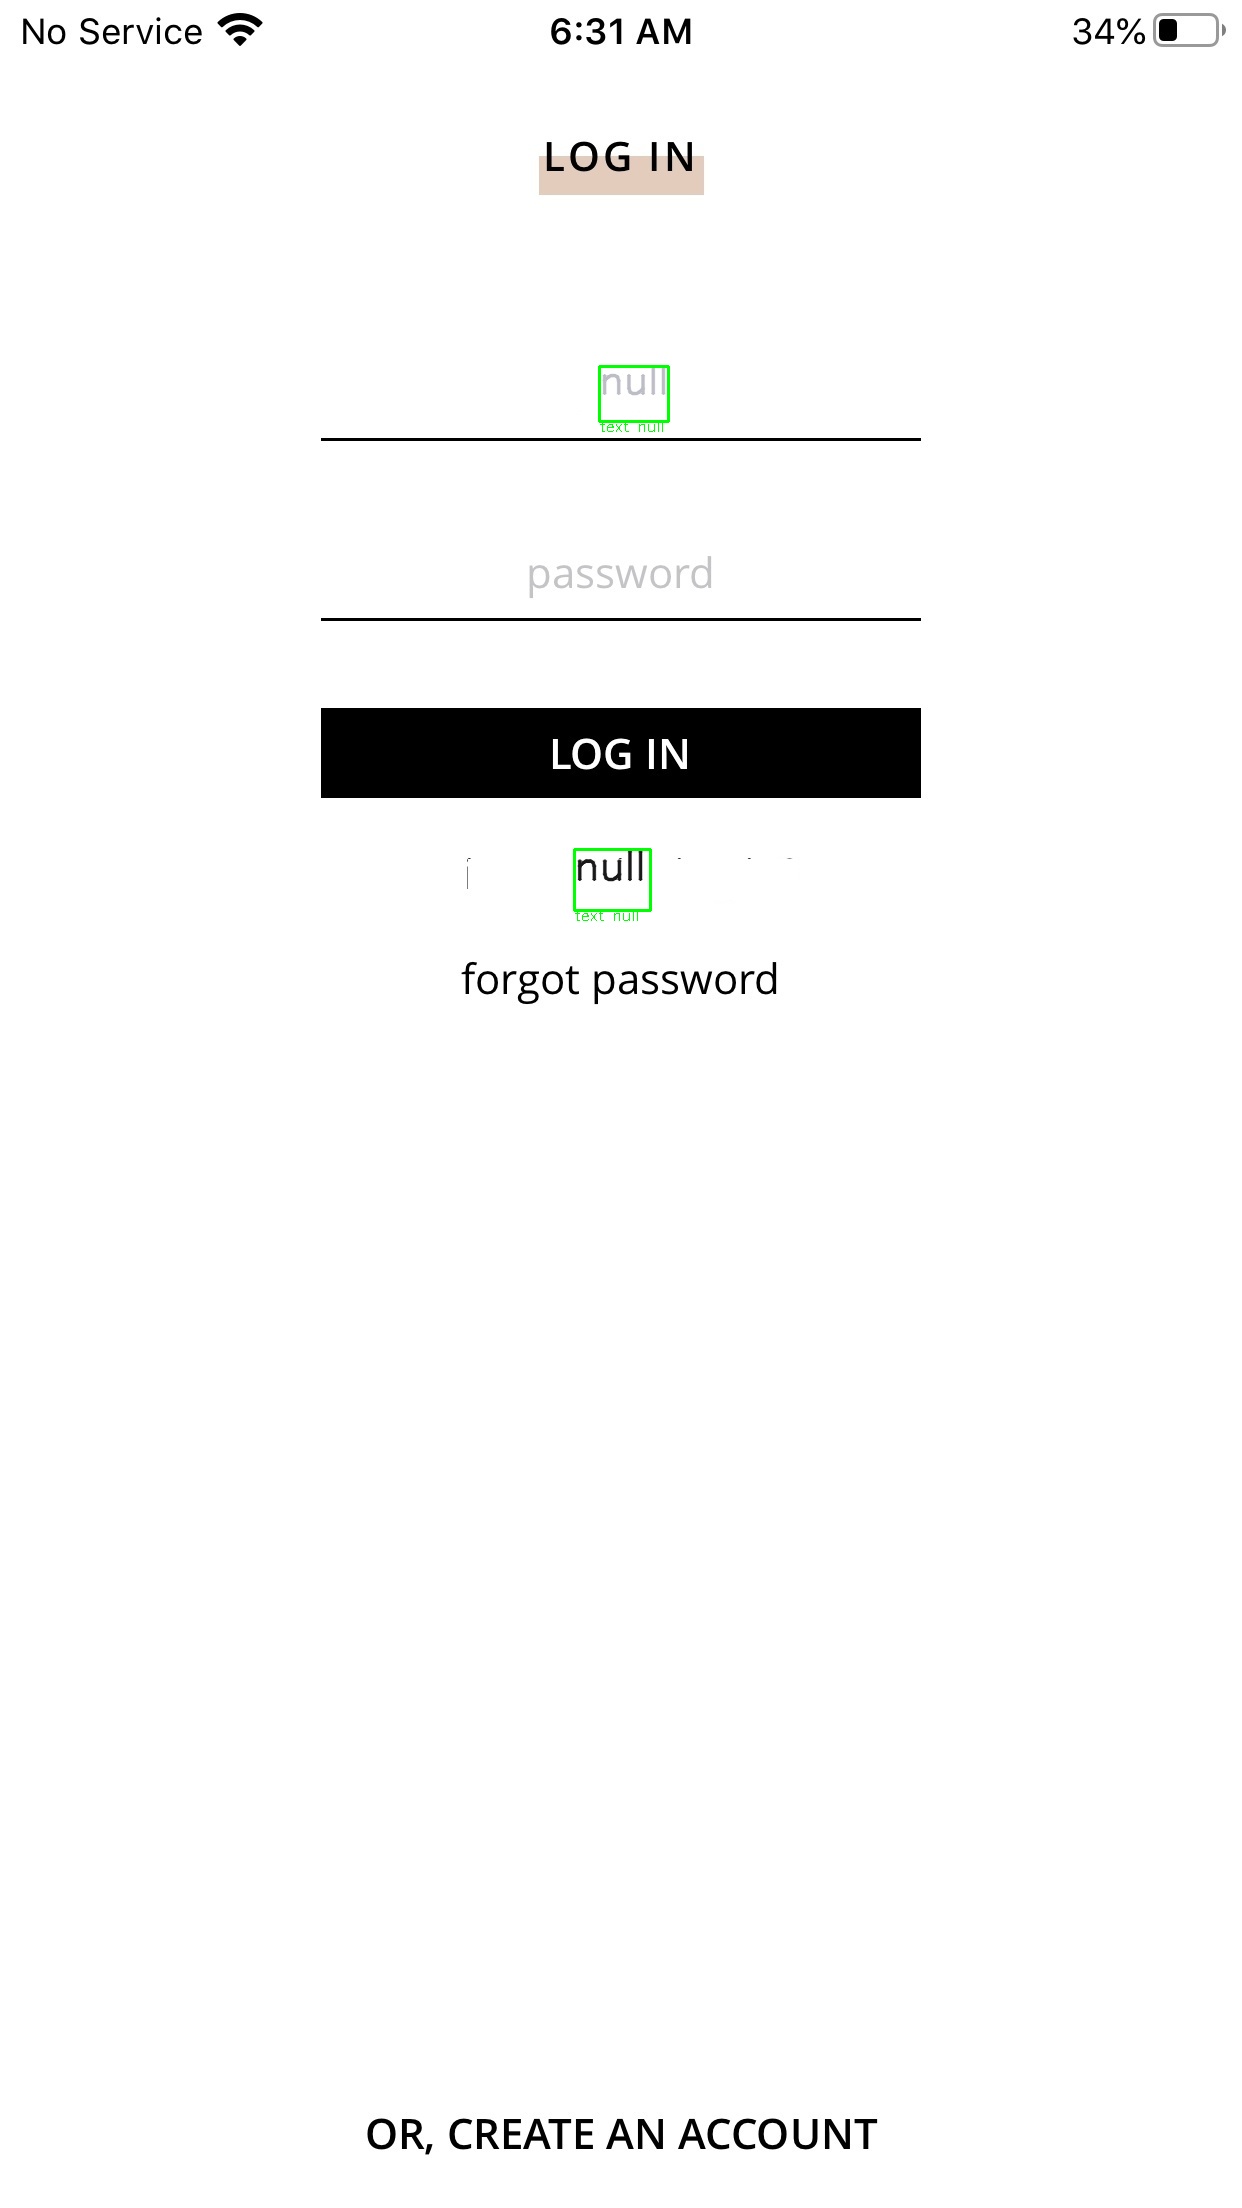 No Service 6:31 AM 34%
LOG IN
null
text null
password
LOG IN
null
text null
forgot password
OR, CREATE AN ACCOUNT